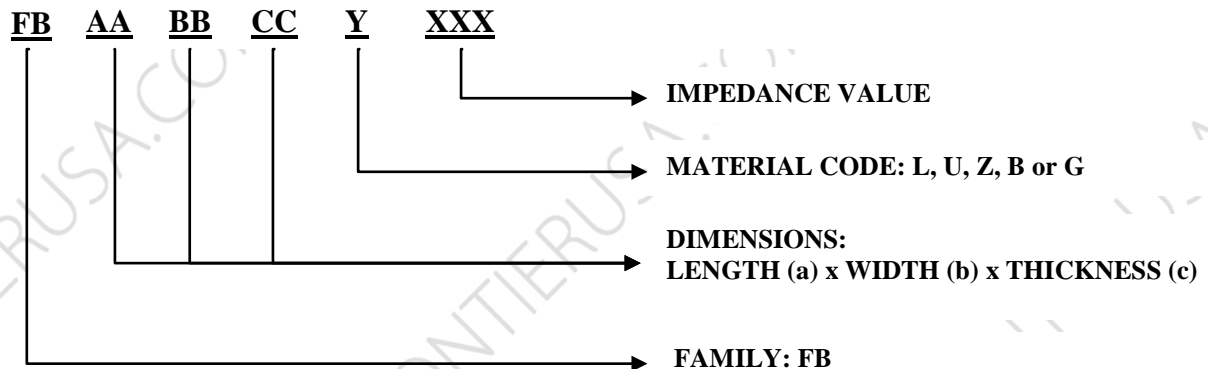 FB AA BB CC Y XXX
IMPEDANCE VALUE
MATERIAL CODE: L, U, Z, B or G
DIMENSIONS:
LENGTH (a) x WIDTH (b) x THICKNESS (c)
FAMILY: FB